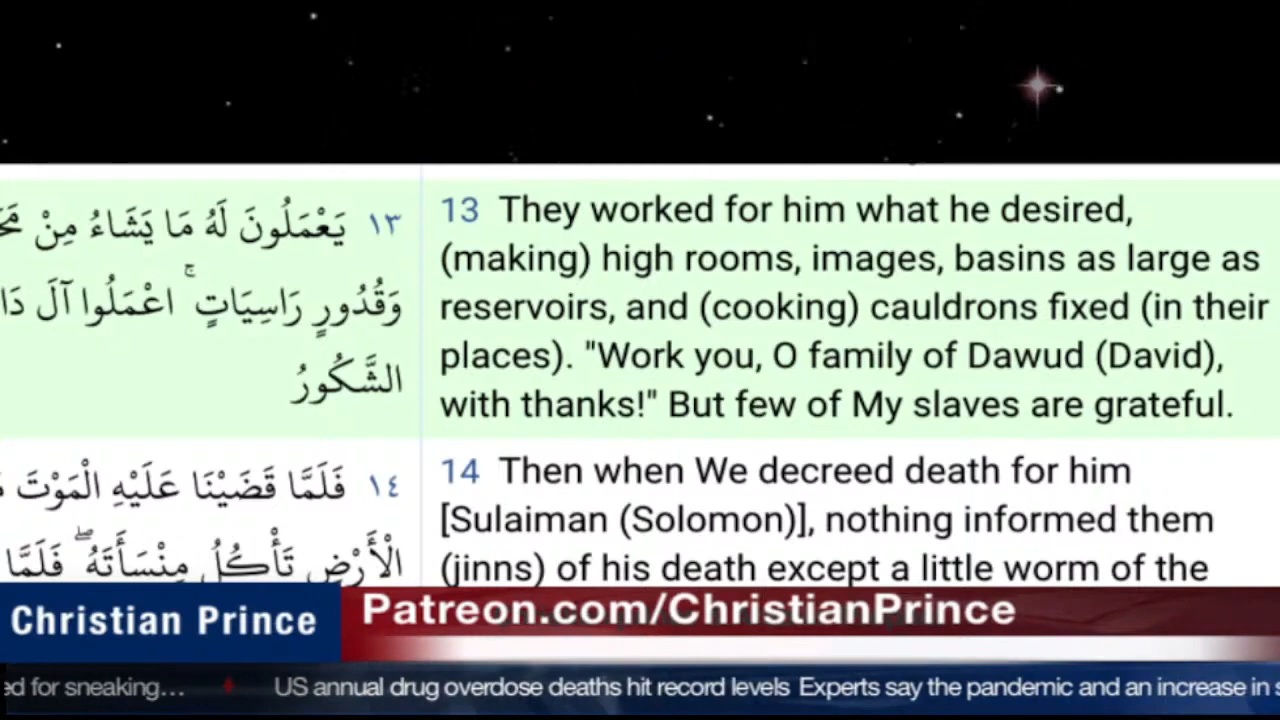 ١٣ يَعْمَلُونَ لَهُ مَا يَشَاءُ مِنْ
وَقُدُورٍ رَاسِيَاتٍ ۚ اعْمَلُوا آلَ
الشَّكُورُ
13 They worked for him what he desired,
(making) high rooms, images, basins as large as
reservoirs, and (cooking) cauldrons fixed (in their
places). "Work you, O family of Dawud (David),
with thanks!" But few of My slaves are grateful.
١٤ فَلَمَّا قَضَيْنَا عَلَيْهِ الْمَوْتَ
الْأَرْضِ تَأْكُلُ مِنْسَأَتَهُ ۖ فَلَمَّا
14 Then when We decreed death for him
[Sulaiman (Solomon)], nothing informed them
(jinns) of his death except a little worm of the
Christian Prince
Patreon.com/ChristianPrince
ed for sneaking... US annual drug overdose deaths hit record levels Experts say the pandemic and an increase in